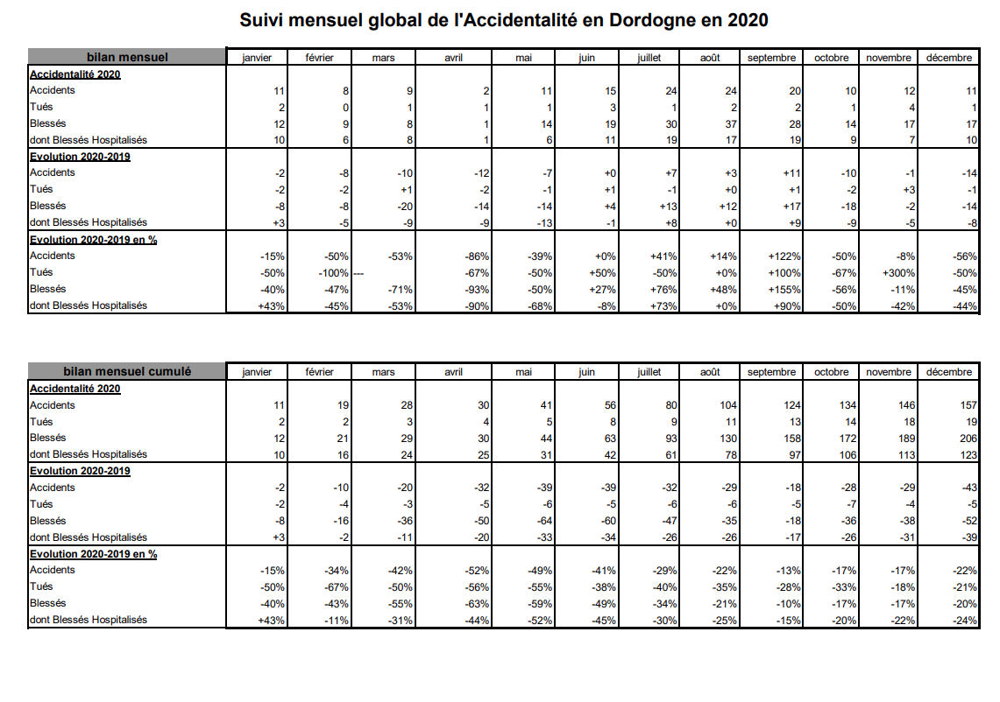 Suivi mensuel global de l'Accidentalité en Dordogne en 2020
bilan mensuel janvier février mars avril mai juin juillet août septembre octobre novembre décembre
Accidentalité 2020
Accidents 11 8 9 2 11 15 24 24 20 10 12 11
Tués 2 0 1 1 1 3 1 2 2 1 4 1
Blessés 12 9 8 1 14 19 30 37 28 14 17 17
dont Blessés Hospitalisés 10 6 8 1 6 11 19 17 19 9 7 10
Evolution 2020-2019
Accidents -2 -8 -10 -12 -7 +0 +7 +3 +11 -10 -1 -14
Tués -2 -2 +1 -2 -1 +1 -1 +0 +1 -2 +3 -1
Blessés -8 -8 -20 -14 -14 +4 +13 +12 +17 -18 -2 -14
dont Blessés Hospitalisés +3 -5 -9 -9 -13 -1 +8 +0 +9 -9 -5 -8
Evolution 2020-2019 en %
Accidents -15% -50% -53% -86% -39% +0% +41% +14% +122% -50% -8% -56%
Tués -50% -100% --- -67% -50% +50% -50% +0% +100% -67% +300% -50%
Blessés -40% -47% -71% -93% -50% +27% +76% +48% +155% -56% -11% -45%
dont Blessés Hospitalisés +43% -45% -53% -90% -68% -8% +73% +0% +90% -50% -42% -44%
bilan mensuel cumulé janvier février mars avril mai juin juillet août septembre octobre novembre décembre
Accidentalité 2020
Accidents 11 19 28 30 41 56 80 104 124 134 146 157
Tués 2 2 3 4 5 8 9 11 13 14 18 19
Blessés 12 21 29 30 44 63 93 130 158 172 189 206
dont Blessés Hospitalisés 10 16 24 25 31 42 61 78 97 106 113 123
Evolution 2020-2019
Accidents -2 -10 -20 -32 -39 -39 -32 -29 -18 -28 -29 -43
Tués -2 -4 -3 -5 -6 -5 -6 -6 -5 -7 -4 -5
Blessés -8 -16 -36 -50 -64 -60 -47 -35 -18 -36 -38 -52
dont Blessés Hospitalisés +3 -2 -11 -20 -33 -34 -26 -26 -17 -26 -31 -39
Evolution 2020-2019 en %
Accidents -15% -34% -42% -52% -49% -41% -29% -22% -13% -17% -17% -22%
Tués -50% -67% -50% -56% -55% -38% -40% -35% -28% -33% -18% -21%
Blessés -40% -43% -55% -63% -59% -49% -34% -21% -10% -17% -17% -20%
dont Blessés Hospitalisés +43% -11% -31% -44% -52% -45% -30% -25% -15% -20% -22% -24%